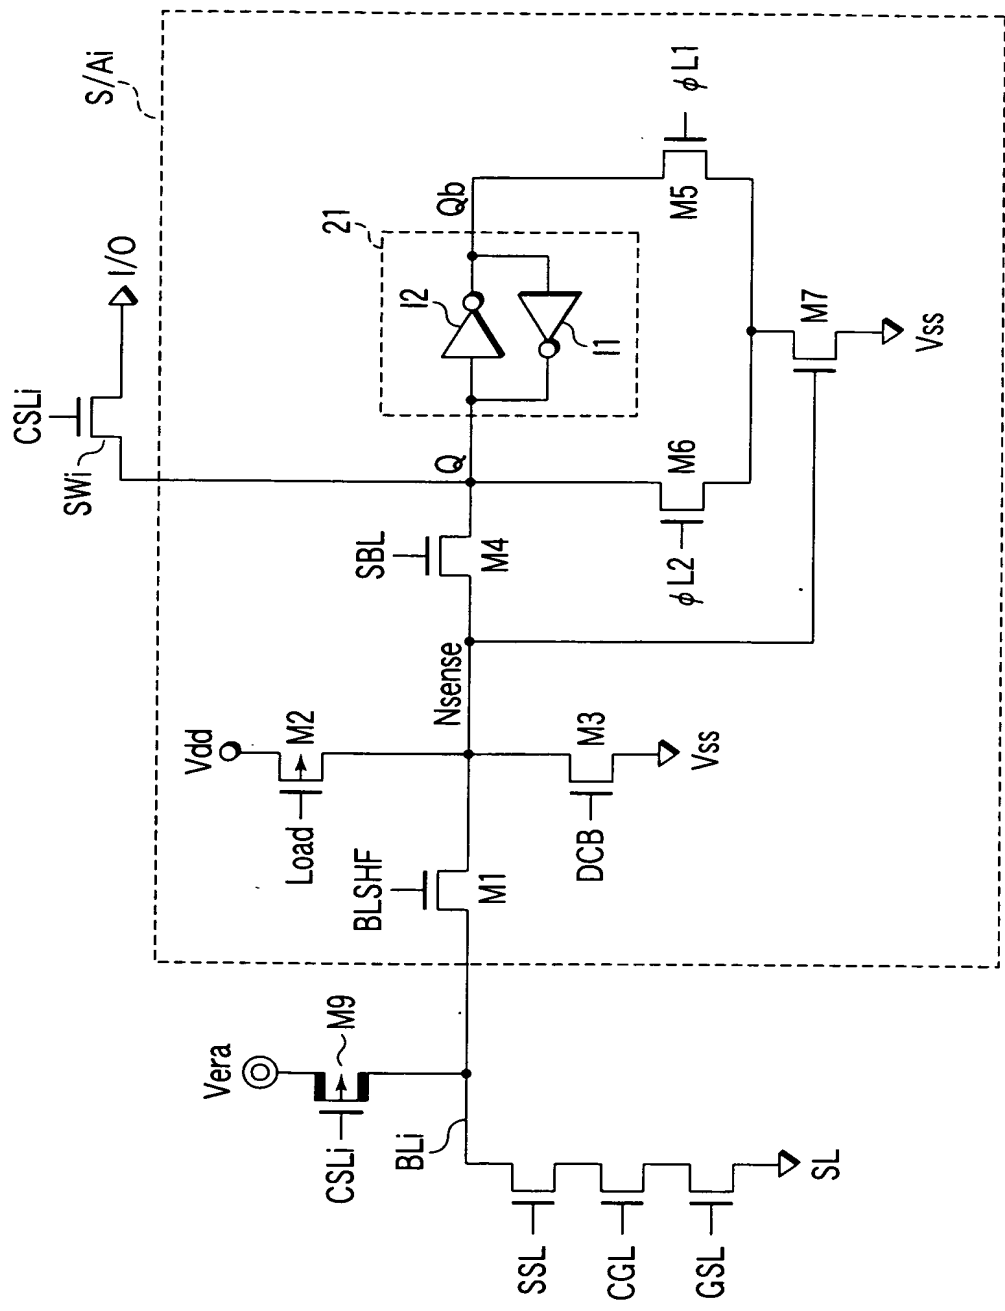 S/Ai
CSLi
I/O
SWi
21
Q
Qb
I2
I1
SBL
M4
M6
φL2
M5
φL1
M7
Vss
Nsense
Vdd
M2
Load
M3
DCB
Vss
BLSHF
M1
Vera
M9
CSLi
BLi
SSL
CGL
GSL
SL